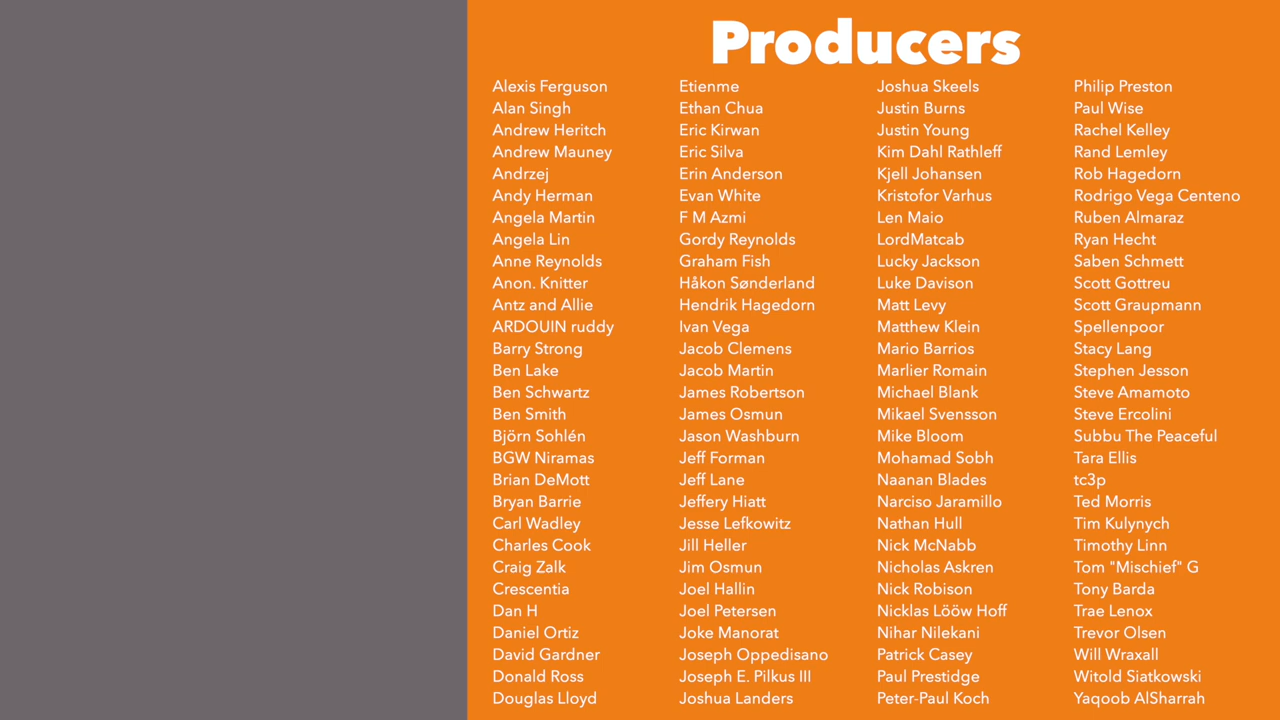 Producers
Alexis Ferguson
Alan Singh
Andrew Heritch
Andrew Mauney
Andrzej
Andy Herman
Angela Martin
Angela Lin
Anne Reynolds
Anon. Knitter
Antz and Allie
ARDOUIN ruddy
Barry Strong
Ben Lake
Ben Schwartz
Ben Smith
Björn Sohlén
BGW Niramas
Brian DeMott
Bryan Barrie
Carl Wadley
Charles Cook
Craig Zalk
Crescentia
Dan H
Daniel Ortiz
David Gardner
Donald Ross
Douglas Lloyd
Etienme
Ethan Chua
Eric Kirwan
Eric Silva
Erin Anderson
Evan White
F M Azmi
Gordy Reynolds
Graham Fish
Håkon Sønderland
Hendrik Hagedorn
Ivan Vega
Jacob Clemens
Jacob Martin
James Robertson
James Osmun
Jason Washburn
Jeff Forman
Jeff Lane
Jeffery Hiatt
Jesse Lefkowitz
Jill Heller
Jim Osmun
Joel Hallin
Joel Petersen
Joke Manorat
Joseph Oppedisano
Joseph E. Pilkus III
Joshua Landers
Joshua Skeels
Justin Burns
Justin Young
Kim Dahl Rathleff
Kjell Johansen
Kristofor Varhus
Len Maio
LordMatcab
Lucky Jackson
Luke Davison
Matt Levy
Matthew Klein
Mario Barrios
Marlier Romain
Michael Blank
Mikael Svensson
Mike Bloom
Mohamad Sobh
Naanan Blades
Narciso Jaramillo
Nathan Hull
Nick McNabb
Nicholas Askren
Nick Robison
Nicklas Lööw Hoff
Nihar Nilekani
Patrick Casey
Paul Prestidge
Peter-Paul Koch
Philip Preston
Paul Wise
Rachel Kelley
Rand Lemley
Rob Hagedorn
Rodrigo Vega Centeno
Ruben Almaraz
Ryan Hecht
Saben Schmett
Scott Gottreu
Scott Graupmann
Spellenpoor
Stacy Lang
Stephen Jesson
Steve Amamoto
Steve Ercolini
Subbu The Peaceful
Tara Ellis
tc3p
Ted Morris
Tim Kulynych
Timothy Linn
Tom "Mischief" G
Tony Barda
Trae Lenox
Trevor Olsen
Will Wraxall
Witold Siatkowski
Yaqoob AlSharrah